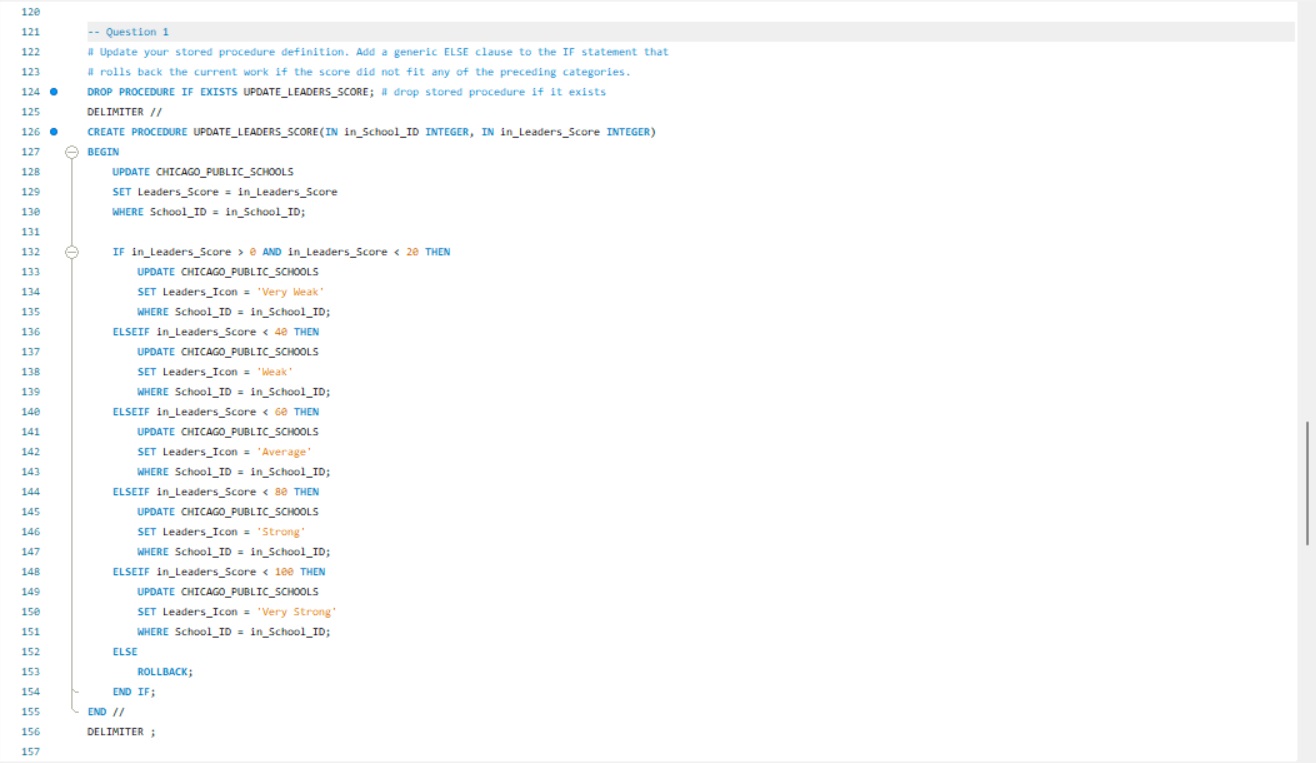 120
121 -- Question 1
122 # Update your stored procedure definition. Add a generic ELSE clause to the IF statement that
123 # rolls back the current work if the score did not fit any of the preceding categories.
124 DROP PROCEDURE IF EXISTS UPDATE_LEADERS_SCORE; # drop stored procedure if it exists
125 DELIMITER //
126 CREATE PROCEDURE UPDATE_LEADERS_SCORE(IN in_School_ID INTEGER, IN in_Leaders_Score INTEGER)
127 BEGIN
128 UPDATE CHICAGO_PUBLIC_SCHOOLS
129 SET Leaders_Score = in_Leaders_Score
130 WHERE School_ID = in_School_ID;
131
132 IF in_Leaders_Score > 0 AND in_Leaders_Score < 20 THEN
133 UPDATE CHICAGO_PUBLIC_SCHOOLS
134 SET Leaders_Icon = 'Very Weak'
135 WHERE School_ID = in_School_ID;
136 ELSEIF in_Leaders_Score < 40 THEN
137 UPDATE CHICAGO_PUBLIC_SCHOOLS
138 SET Leaders_Icon = 'Weak'
139 WHERE School_ID = in_School_ID;
140 ELSEIF in_Leaders_Score < 60 THEN
141 UPDATE CHICAGO_PUBLIC_SCHOOLS
142 SET Leaders_Icon = 'Average'
143 WHERE School_ID = in_School_ID;
144 ELSEIF in_Leaders_Score < 80 THEN
145 UPDATE CHICAGO_PUBLIC_SCHOOLS
146 SET Leaders_Icon = 'Strong'
147 WHERE School_ID = in_School_ID;
148 ELSEIF in_Leaders_Score < 100 THEN
149 UPDATE CHICAGO_PUBLIC_SCHOOLS
150 SET Leaders_Icon = 'Very Strong'
151 WHERE School_ID = in_School_ID;
152 ELSE
153 ROLLBACK;
154 END IF;
155 END //
156 DELIMITER ;
157